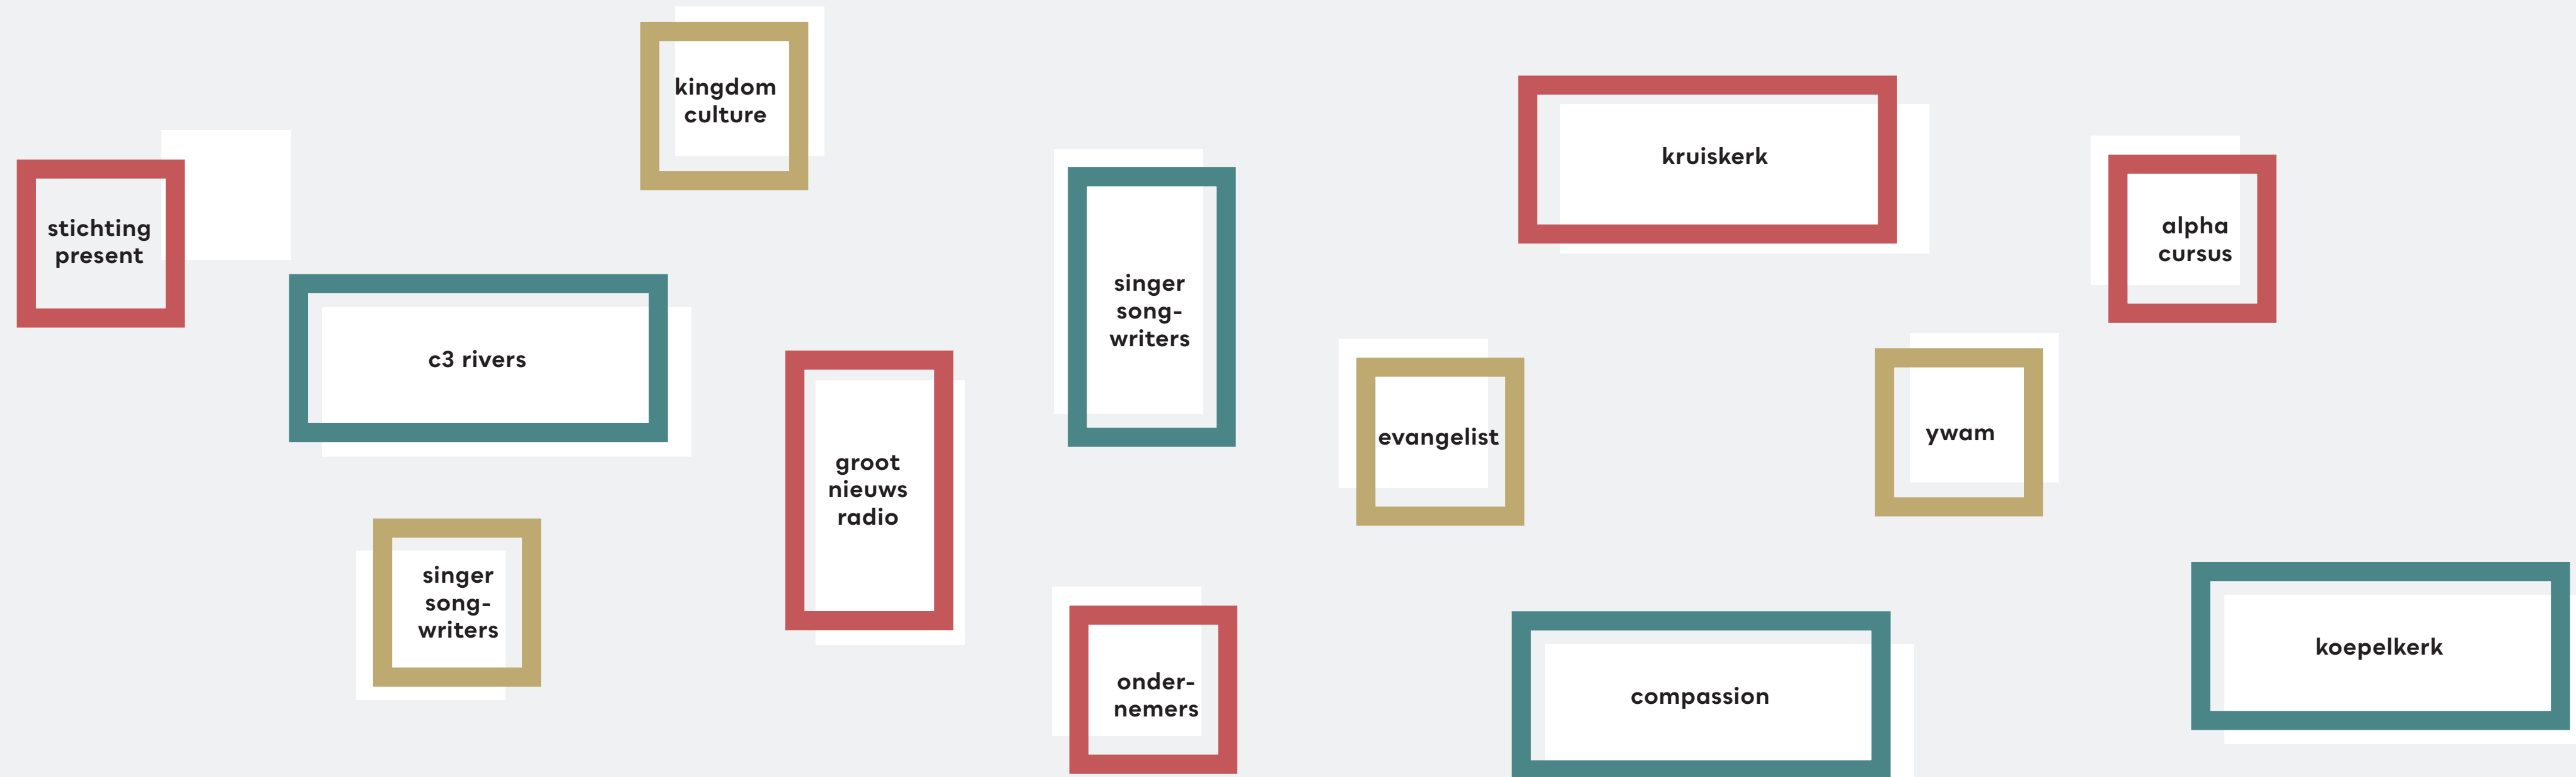 kingdom
culture
kruiskerk
stichting
present
alpha
cursus
singer
song-
writers
c3 rivers
evangelist
ywam
groot
nieuws
radio
singer
song-
writers
koepelkerk
onder-
nemers
compassion